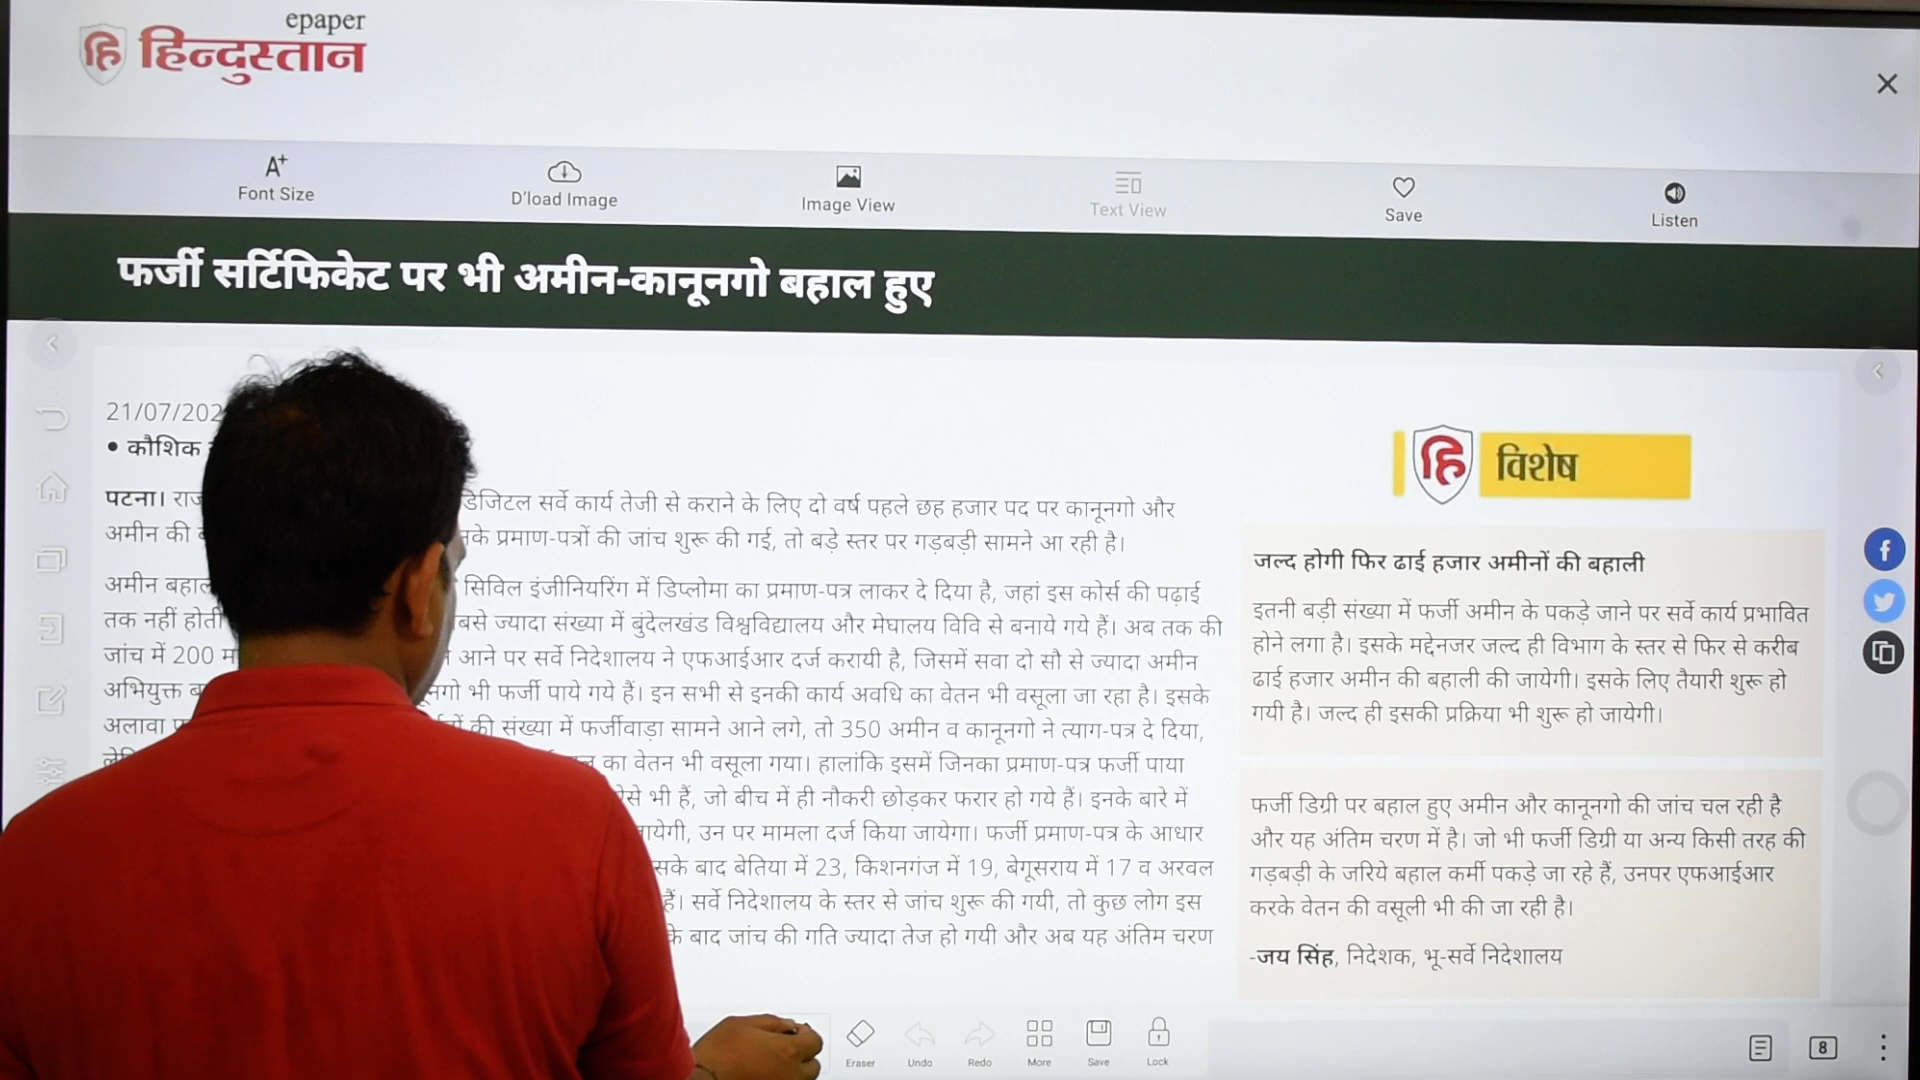 epaper
हि हिन्दुस्तान
A+
Font Size
D'load Image
Image View
Text View
Save
Listen
फर्जी सर्टिफिकेट पर भी अमीन-कानूनगो बहाल हुए
21/07/202
• कौशिक
पटना। डिजिटल सर्वे कार्य तेजी से कराने के लिए दो वर्ष पहले छह हजार पद पर कानूनगो और
अमीन की के प्रमाण-पत्रों की जांच शुरू की गई, तो बड़े स्तर पर गड़बड़ी सामने आ रही है।
अमीन सिविल इंजीनियरिंग में डिप्लोमा का प्रमाण-पत्र लाकर दे दिया है, जहां इस कोर्स की पढ़ाई
तक नहीं होती ज्यादा संख्या में बुंदेलखंड विश्वविद्यालय और मेघालय विवि से बनाये गये हैं। अब तक की
जांच में 200 आने पर सर्वे निदेशालय ने एफआईआर दर्ज करायी है, जिसमें सवा दो सौ से ज्यादा अमीन
अभियुक्त भी फर्जी पाये गये हैं। इन सभी से इनकी कार्य अवधि का वेतन भी वसूला जा रहा है। इसके
अलावा की संख्या में फर्जीवाड़ा सामने आने लगे, तो 350 अमीन व कानूनगो ने त्याग-पत्र दे दिया,
का वेतन भी वसूला गया। हालांकि इसमें जिनका प्रमाण-पत्र फर्जी पाया
से भी हैं, जो बीच में ही नौकरी छोड़कर फरार हो गये हैं। इनके बारे में
उन पर मामला दर्ज किया जायेगा। फर्जी प्रमाण-पत्र के आधार
के बाद बेतिया में 23, किशनगंज में 19, बेगूसराय में 17 व अरवल
हैं। सर्वे निदेशालय के स्तर से जांच शुरू की गयी, तो कुछ लोग इस
के बाद जांच की गति ज्यादा तेज हो गयी और अब यह अंतिम चरण
हि विशेष
जल्द होगी फिर ढाई हजार अमीनों की बहाली
इतनी बड़ी संख्या में फर्जी अमीन के पकड़े जाने पर सर्वे कार्य प्रभावित
होने लगा है। इसके मद्देनजर जल्द ही विभाग के स्तर से फिर से करीब
ढाई हजार अमीन की बहाली की जायेगी। इसके लिए तैयारी शुरू हो
गयी है। जल्द ही इसकी प्रक्रिया भी शुरू हो जायेगी।
फर्जी डिग्री पर बहाल हुए अमीन और कानूनगो की जांच चल रही है
और यह अंतिम चरण में है। जो भी फर्जी डिग्री या अन्य किसी तरह की
गड़बड़ी के जरिये बहाल कर्मी पकड़े जा रहे हैं, उनपर एफआईआर
करके वेतन की वसूली भी की जा रही है।
-जय सिंह, निदेशक, भू-सर्वे निदेशालय
Eraser
Undo
Redo
More
Save
Lock
8